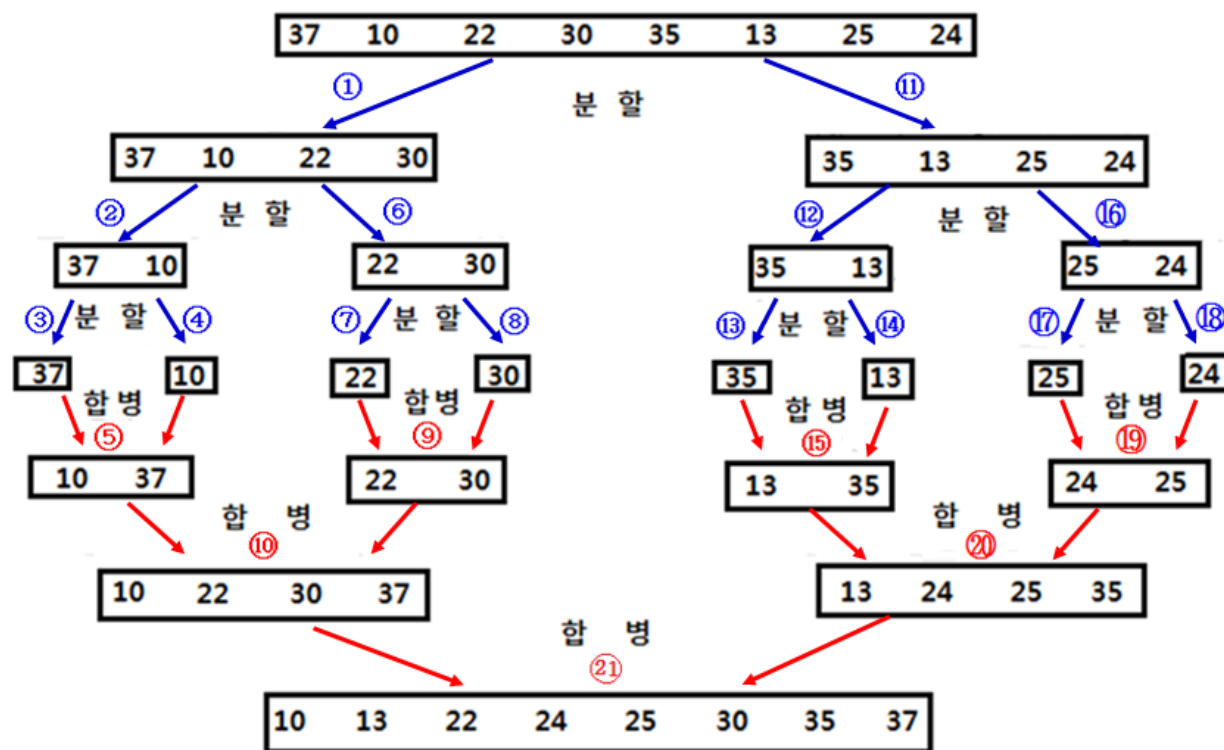 37 10 22 30 35 13 25 24
① 분 할 ⑪
37 10 22 30 35 13 25 24
② 분 할 ⑥ ⑫ 분 할 ⑯
37 10 22 30 35 13 25 24
③ 분 할 ④ ⑦ 분 할 ⑧ ⑬ 분 할 ⑭ ⑰ 분 할 ⑱
37 10 22 30 35 13 25 24
합 병 합 병 합 병 합 병
⑤ ⑨ ⑮ ⑲
10 37 22 30 13 35 24 25
합 병 합 병
⑩ ⑳
10 22 30 37 13 24 25 35
합 병
㉑
10 13 22 24 25 30 35 37